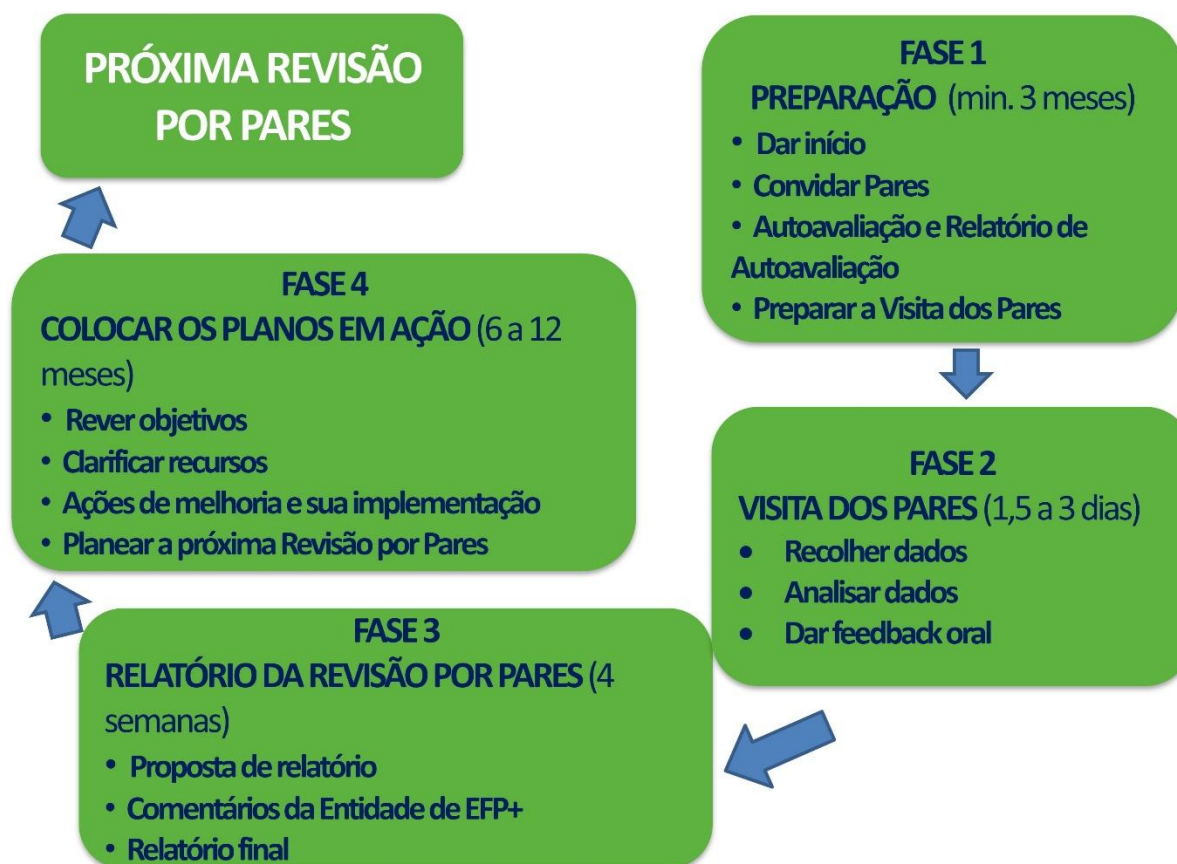 PRÓXIMA REVISÃO
POR PARES
FASE 1
PREPARAÇÃO (min. 3 meses)
• Dar início
• Convidar Pares
• Autoavaliação e Relatório de
Autoavaliação
• Preparar a Visita dos Pares
FASE 2
VISITA DOS PARES (1,5 a 3 dias)
• Recolher dados
• Analisar dados
• Dar feedback oral
FASE 3
RELATÓRIO DA REVISÃO POR PARES (4
semanas)
• Proposta de relatório
• Comentários da Entidade de EFP+
• Relatório final
FASE 4
COLOCAR OS PLANOS EM AÇÃO (6 a 12
meses)
• Rever objetivos
• Clarificar recursos
• Ações de melhoria e sua implementação
• Planear a próxima Revisão por Pares